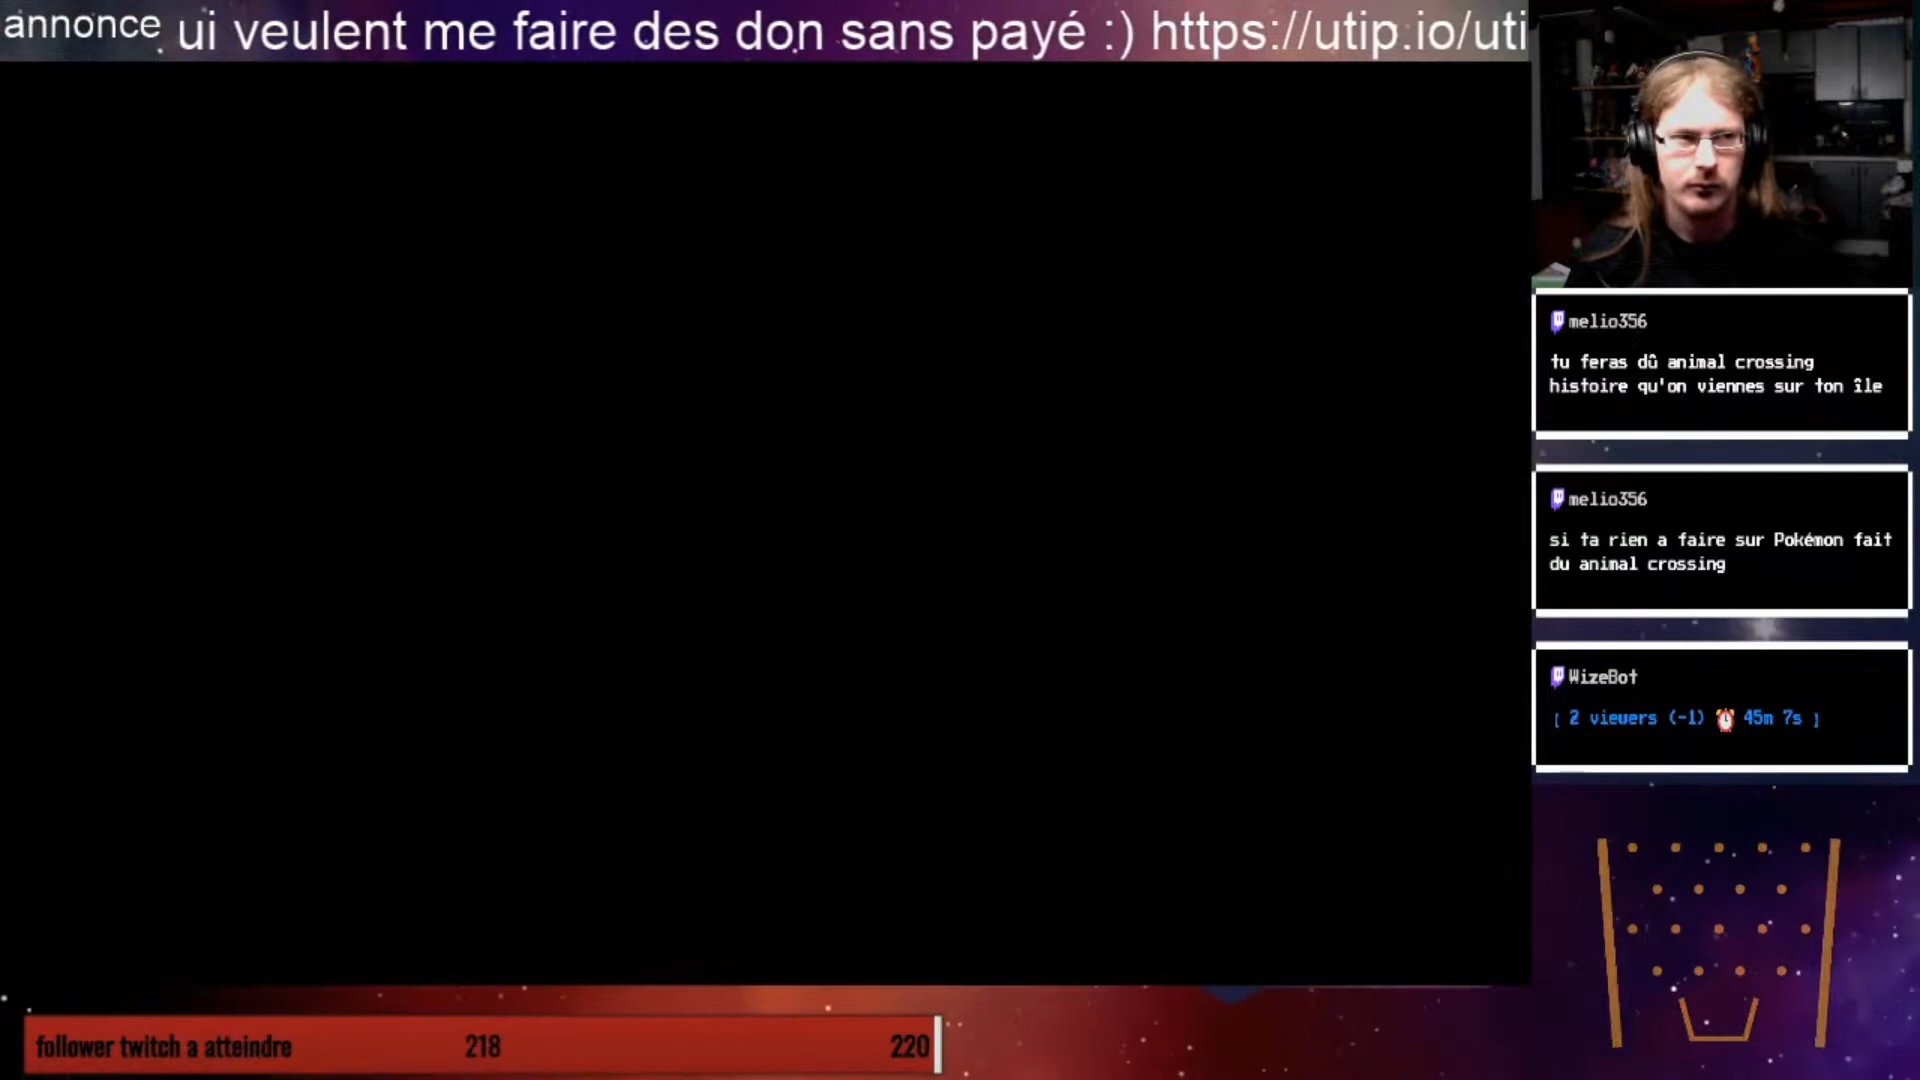 annonce ui veulent me faire des don sans payé :) https://utip.io/uti
melio356
tu feras dû animal crossing
histoire qu'on viennes sur ton île
melio356
si ta rien a faire sur Pokémon fait
du animal crossing
WizeBot
[ 2 viewers (-1) ⏰ 45m 7s ]
follower twitch a atteindre 218 220